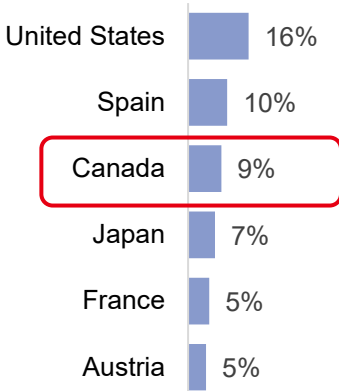 United States 16%
Spain 10%
Canada 9%
Japan 7%
France 5%
Austria 5%